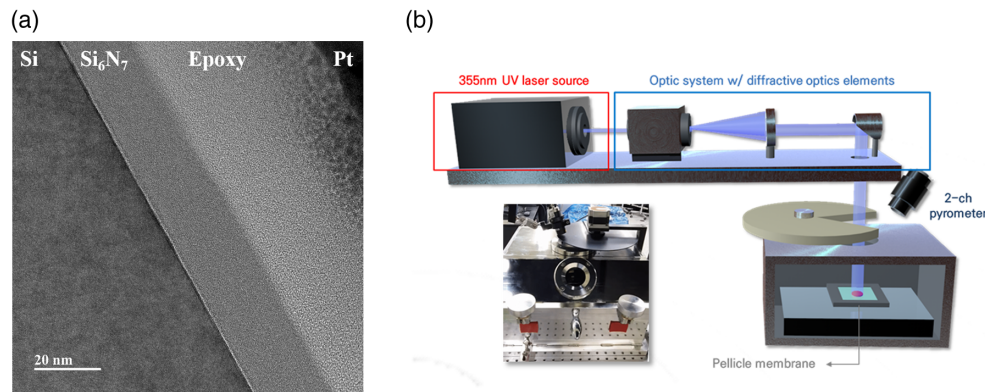 (a)
Si Si₆N₇ Epoxy Pt
20 nm
(b)
355nm UV laser source
Optic system w/ diffractive optics elements
2-ch
pyrometer
Pellicle membrane